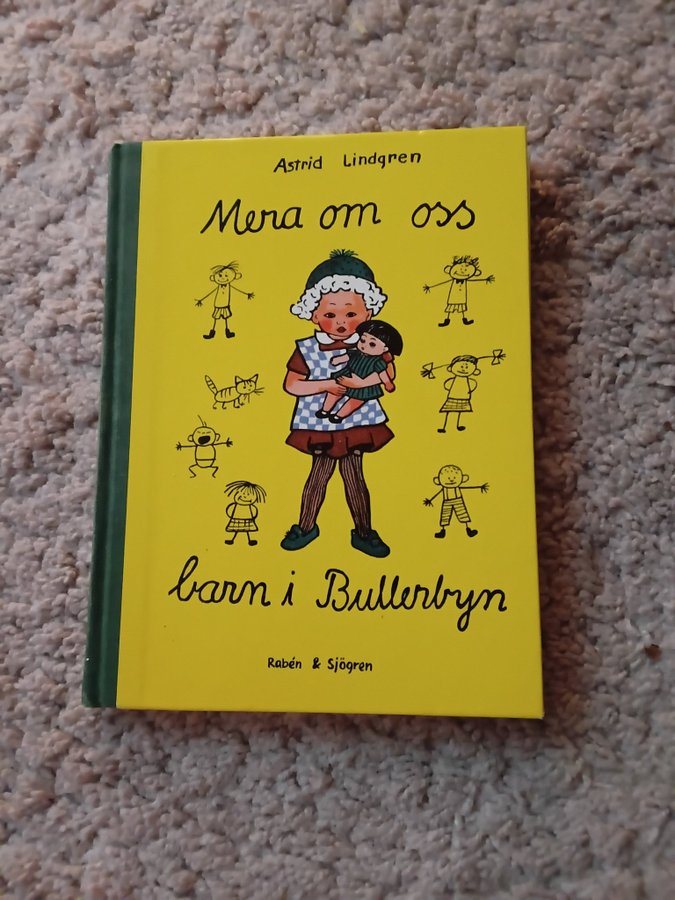 Astrid Lindgren
Mera om oss
barn i Bullerbyn
Rabén & Sjögren